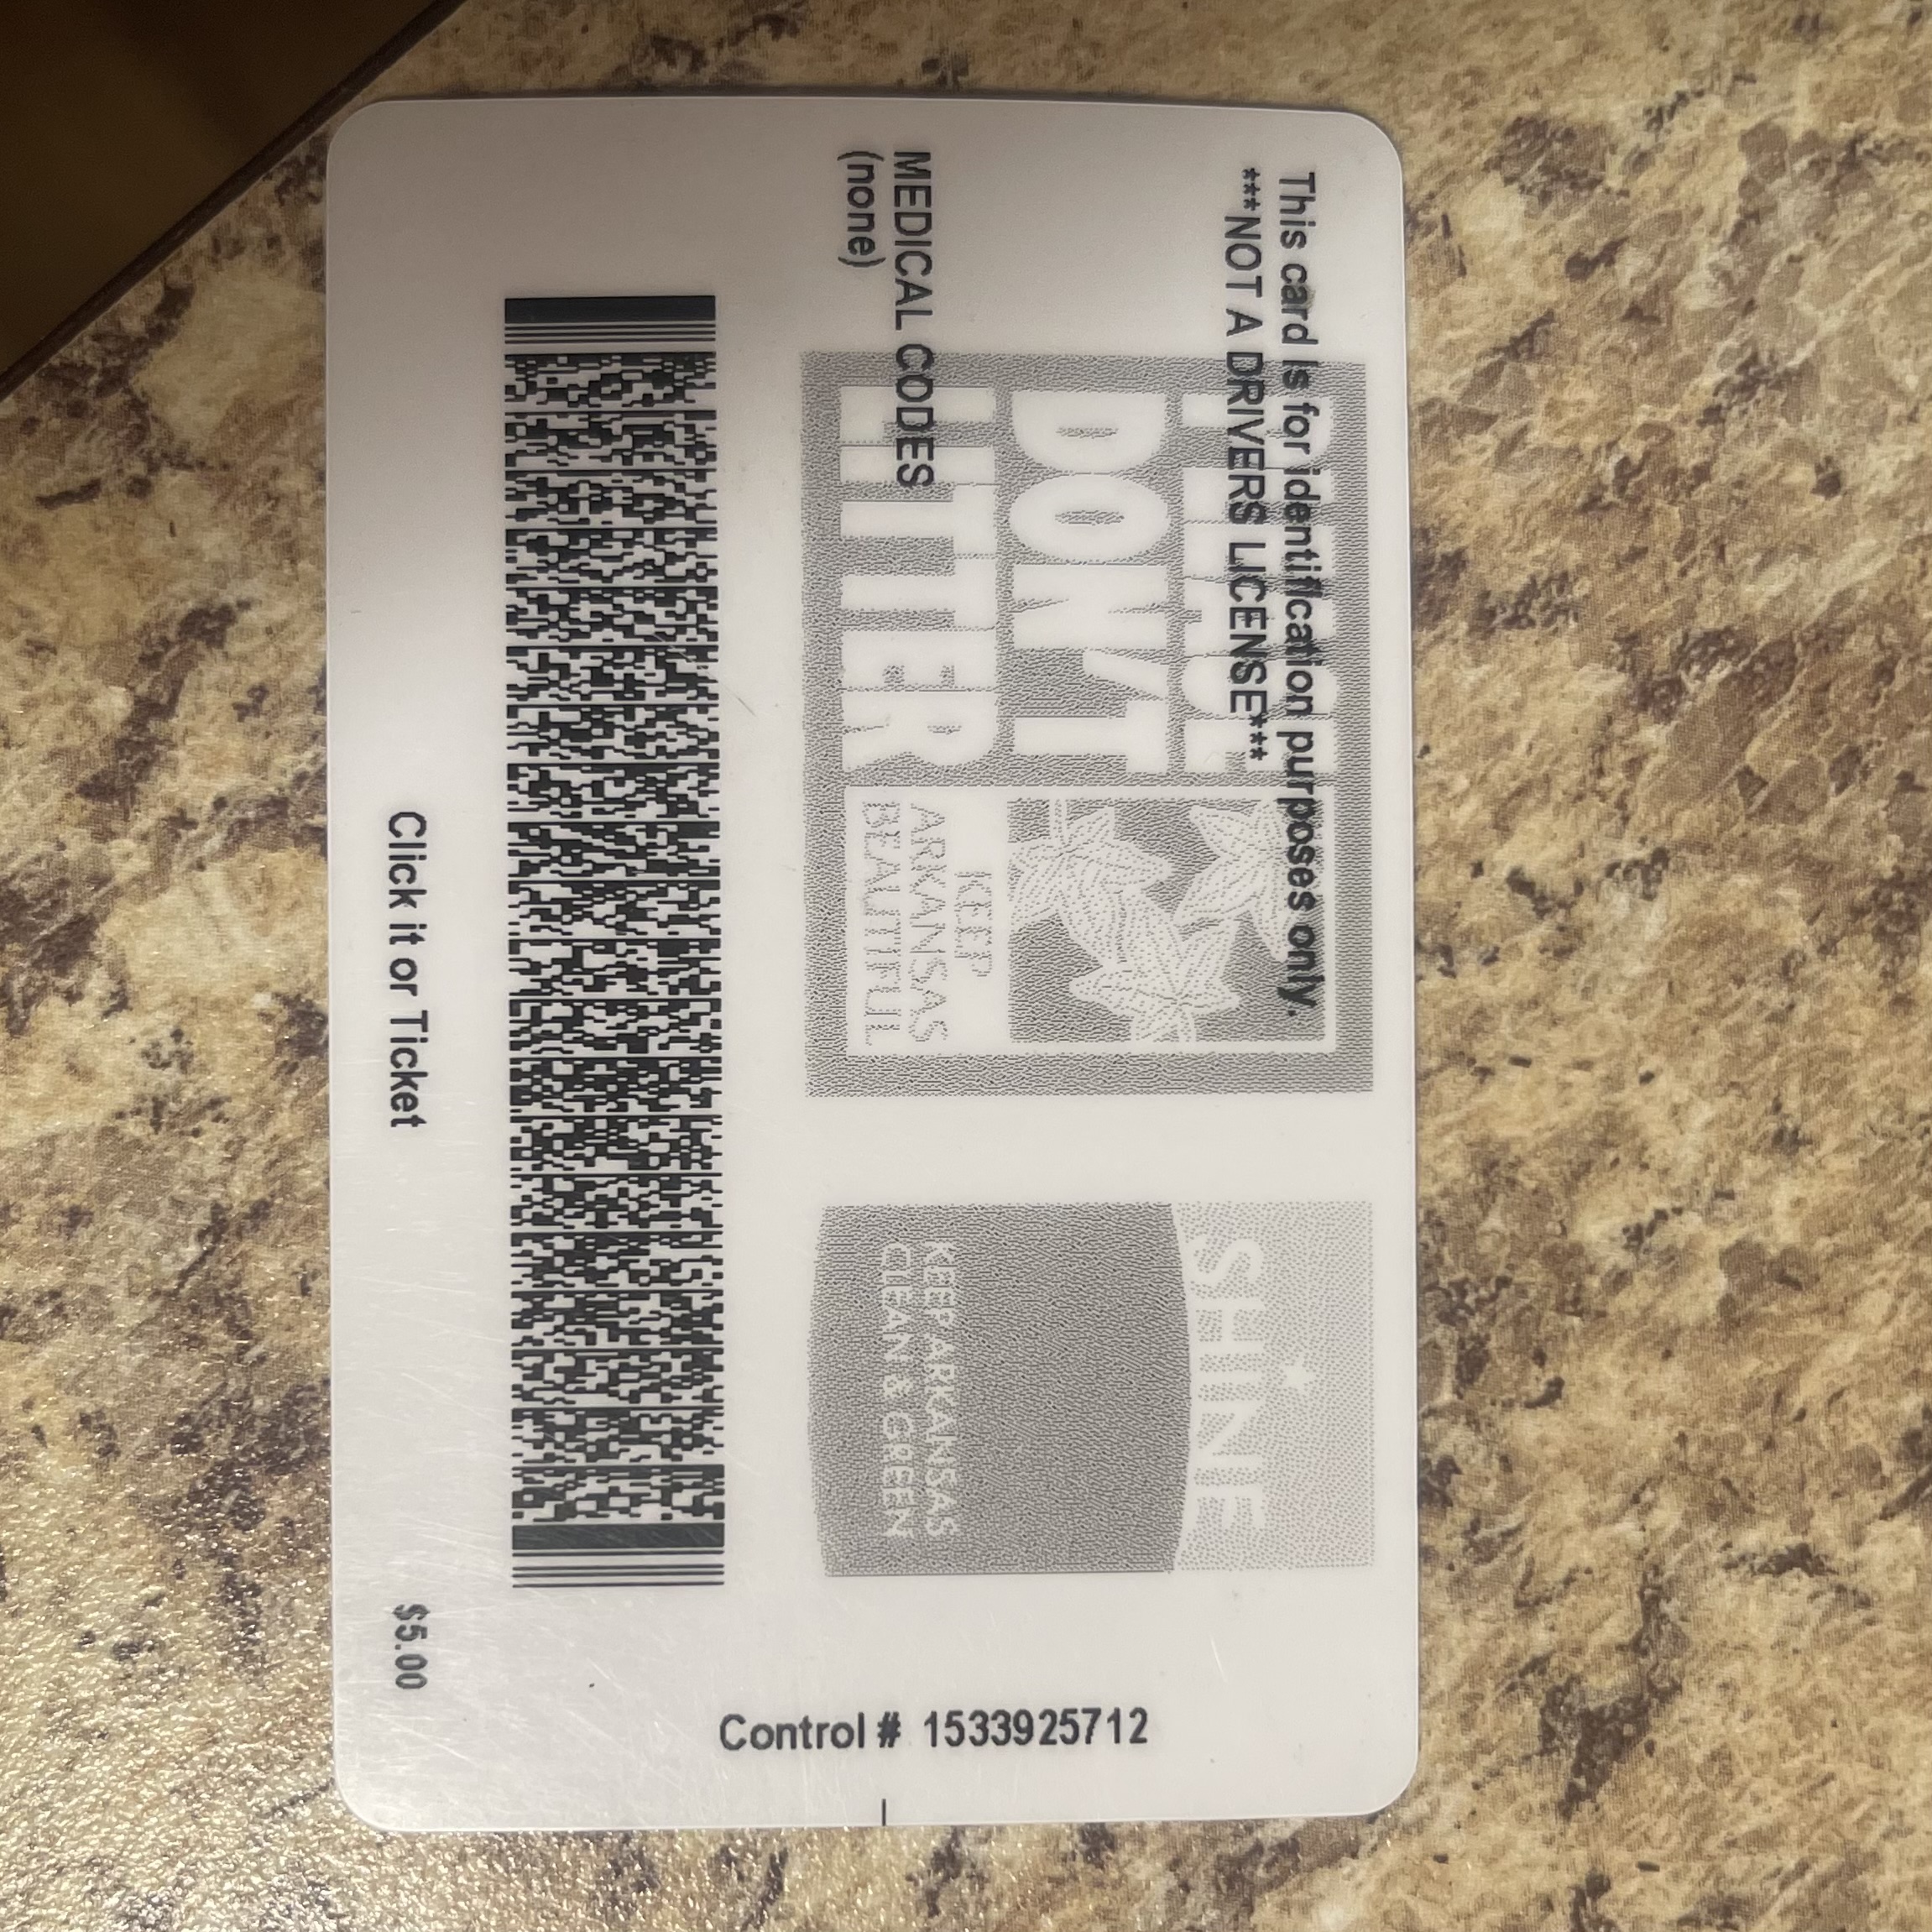 This card is for identification purposes only.
***NOT A DRIVERS LICENSE***
PLEASE
DON'T
LITTER
KEEP
ARKANSAS
BEAUTIFUL
SHINE
KEEP ARKANSAS
CLEAN & GREEN
MEDICAL CODES
(none)
Click it or Ticket
$5.00
Control # 1533925712